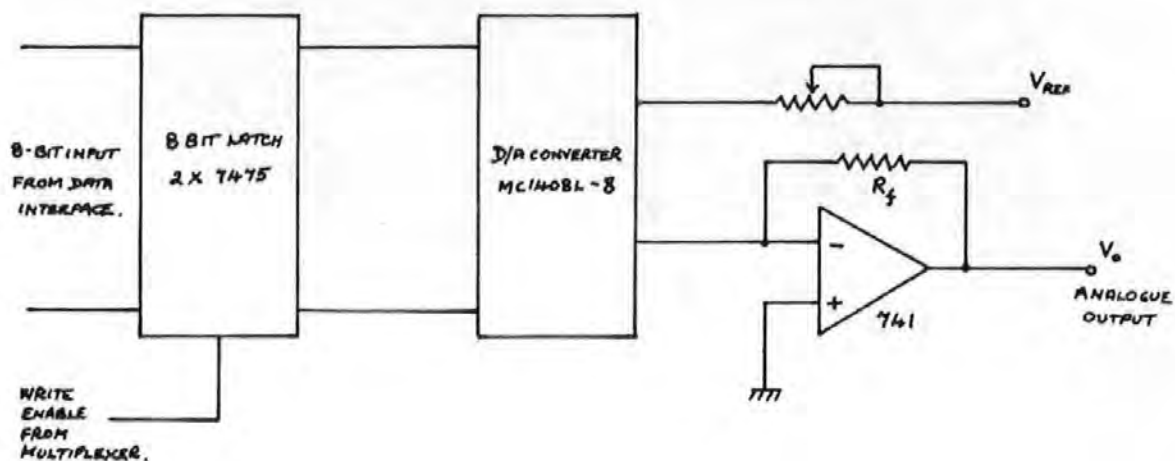 8-BIT INPUT
FROM DATA
INTERFACE.
8 BIT LATCH
2 X 7475
D/A CONVERTER
MC1408L-8
VREF
Rf
-
+
741
Vo
ANALOGUE
OUTPUT
WRITE
ENABLE
FROM
MULTIPLEXER.